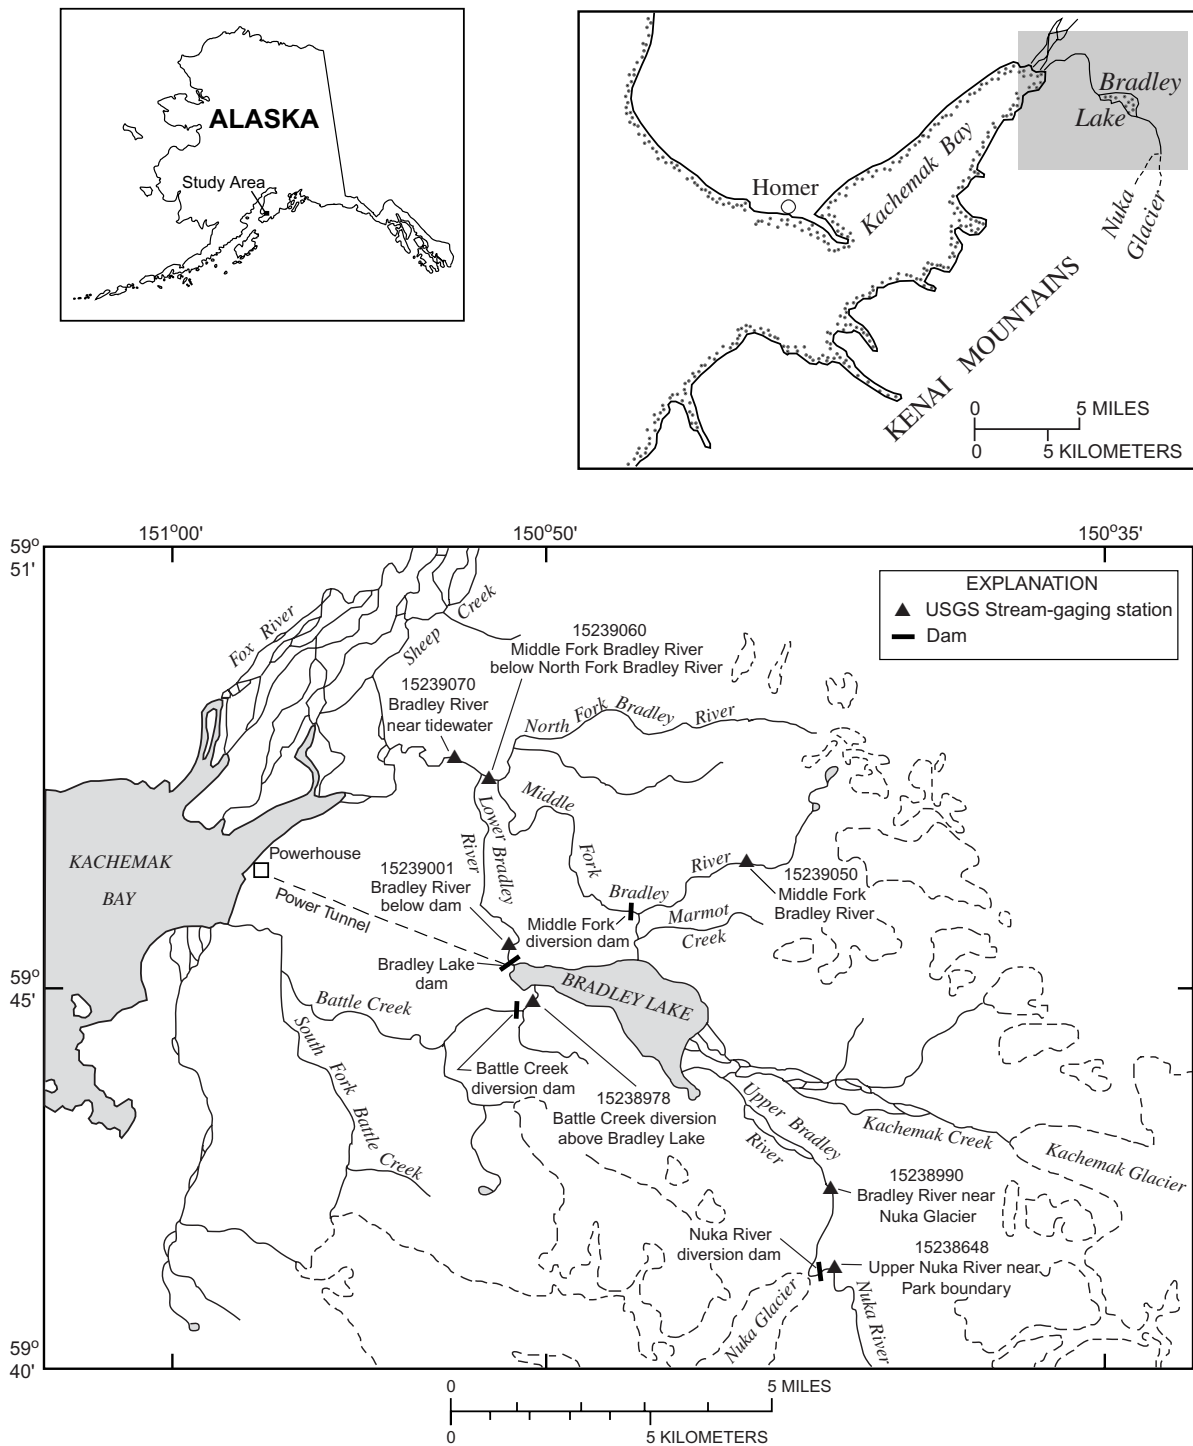 ALASKA
Study Area
Bradley
Lake
Kachemak Bay
Homer
Nuka
Glacier
KENAI MOUNTAINS
0 5 MILES
0 5 KILOMETERS
151°00' 150°50' 150°35'
59°
51'
EXPLANATION
USGS Stream-gaging station
Dam
Fox River
Sheep Creek
15239060
Middle Fork Bradley River
below North Fork Bradley River
15239070
Bradley River
near tidewater
North Fork Bradley River
Middle Fork Bradley River
Lower Bradley
River
KACHEMAK
BAY
Powerhouse
Power Tunnel
15239001
Bradley River
below dam
15239050
Middle Fork
Bradley River
Middle Fork
diversion dam
Marmot
Creek
Bradley Lake
dam
59°
45'
BRADLEY LAKE
Battle Creek
South Fork Battle Creek
Battle Creek
diversion dam
15238978
Battle Creek diversion
above Bradley Lake
Upper Bradley
River
Kachemak Creek
Kachemak Glacier
15238990
Bradley River near
Nuka Glacier
Nuka River
diversion dam
15238648
Upper Nuka River near
Park boundary
Nuka Glacier
Nuka River
59°
40'
0 5 MILES
0 5 KILOMETERS